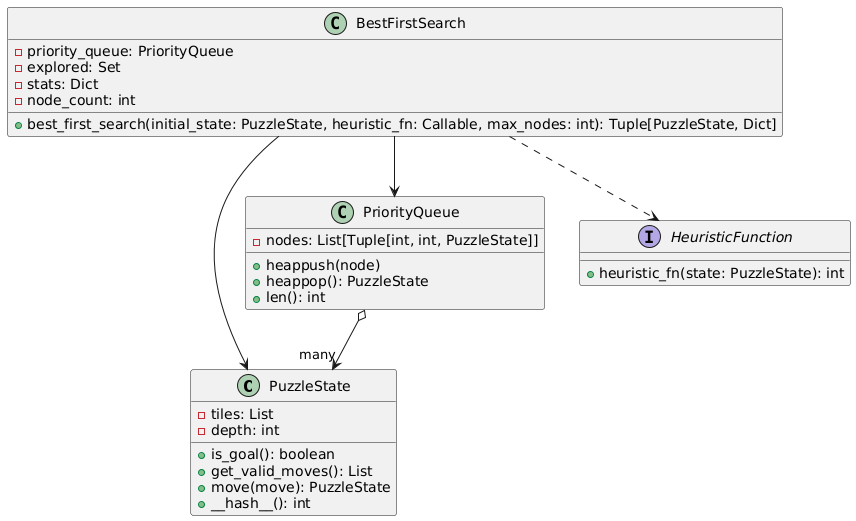 C BestFirstSearch
priority_queue: PriorityQueue
explored: Set
stats: Dict
node_count: int
best_first_search(initial_state: PuzzleState, heuristic_fn: Callable, max_nodes: int): Tuple[PuzzleState, Dict]
C PriorityQueue
nodes: List[Tuple[int, int, PuzzleState]]
heappush(node)
heappop(): PuzzleState
len(): int
I HeuristicFunction
heuristic_fn(state: PuzzleState): int
many
C PuzzleState
tiles: List
depth: int
is_goal(): boolean
get_valid_moves(): List
move(move): PuzzleState
__hash__(): int